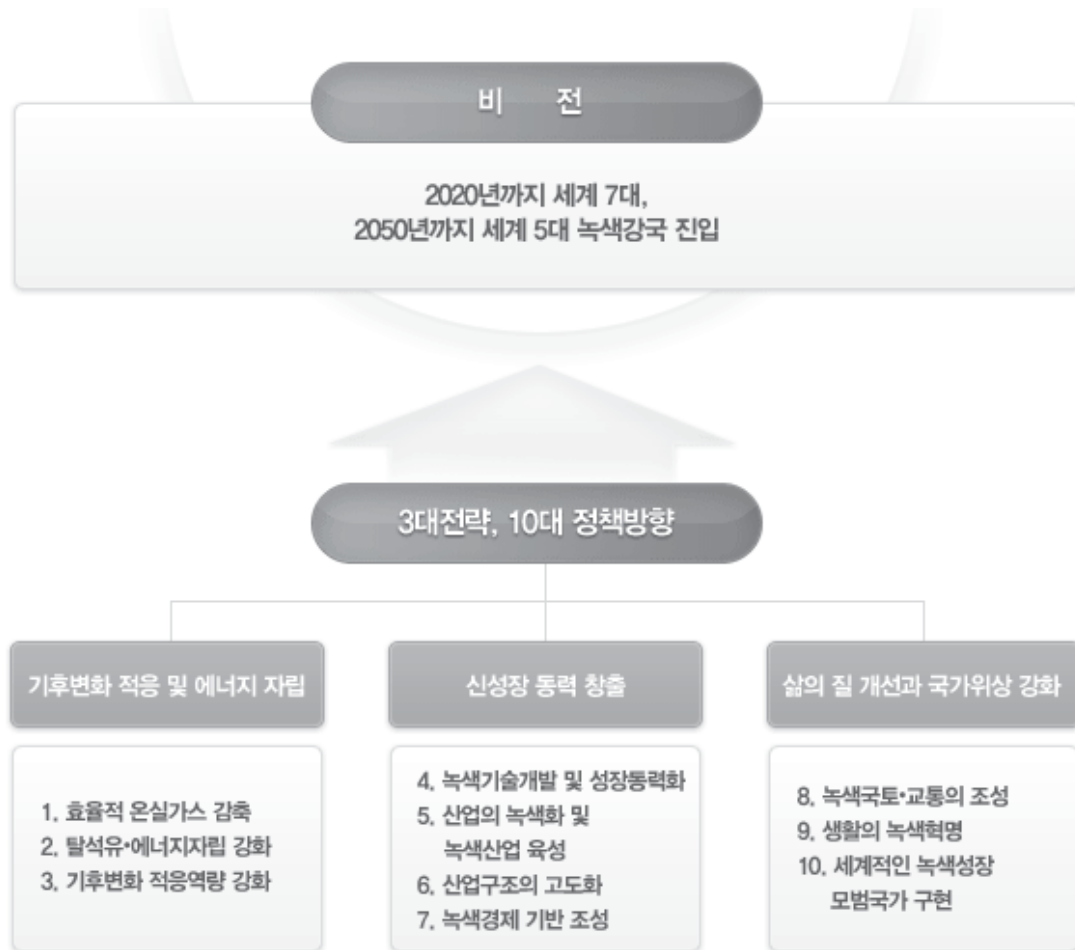 비 전
2020년까지 세계 7대,
2050년까지 세계 5대 녹색강국 진입
3대전략, 10대 정책방향
기후변화 적응 및 에너지 자립
1. 효율적 온실가스 감축
2. 탈석유•에너지자립 강화
3. 기후변화 적응역량 강화
신성장 동력 창출
4. 녹색기술개발 및 성장동력화
5. 산업의 녹색화 및
녹색산업 육성
6. 산업구조의 고도화
7. 녹색경제 기반 조성
삶의 질 개선과 국가위상 강화
8. 녹색국토•교통의 조성
9. 생활의 녹색혁명
10. 세계적인 녹색성장
모범국가 구현